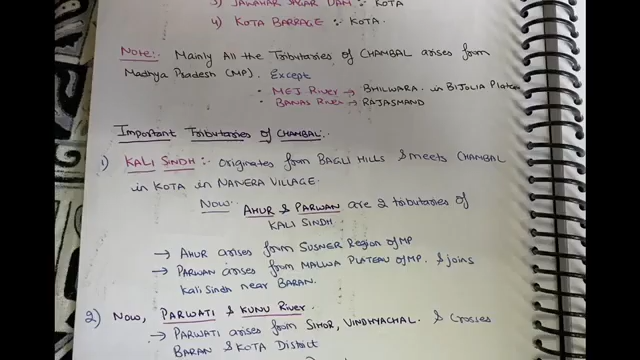 3) JAWAHAR SAGAR DAM :- KOTA
4) KOTA BARRAGE :- KOTA.
Note:- Mainly All the Tributaries of CHAMBAL arises from
Madhya Pradesh (MP). Except
• MEJ River → BHILWARA in BIJOLIA Plateau
• BANAS River → RAJASMAND
Important Tributaries of CHAMBAL.
1) KALI SINDH :- originates from BAGLI HILLS & meets CHAMBAL
in KOTA in NANERA VILLAGE.
NOW. AHUR & PARWAN are 2 tributaries of
KALI SINDH
→ AHUR arises from SUSNER Region of MP
→ PARWAN arises from MALWA PLATEAU of MP. & joins
Kali Sindh near BARAN.
2) Now, PARWATI & KUNU River.
→ PARWATI arises from SIHOR, VINDHYACHAL & Crosses
BARAN & KOTA District